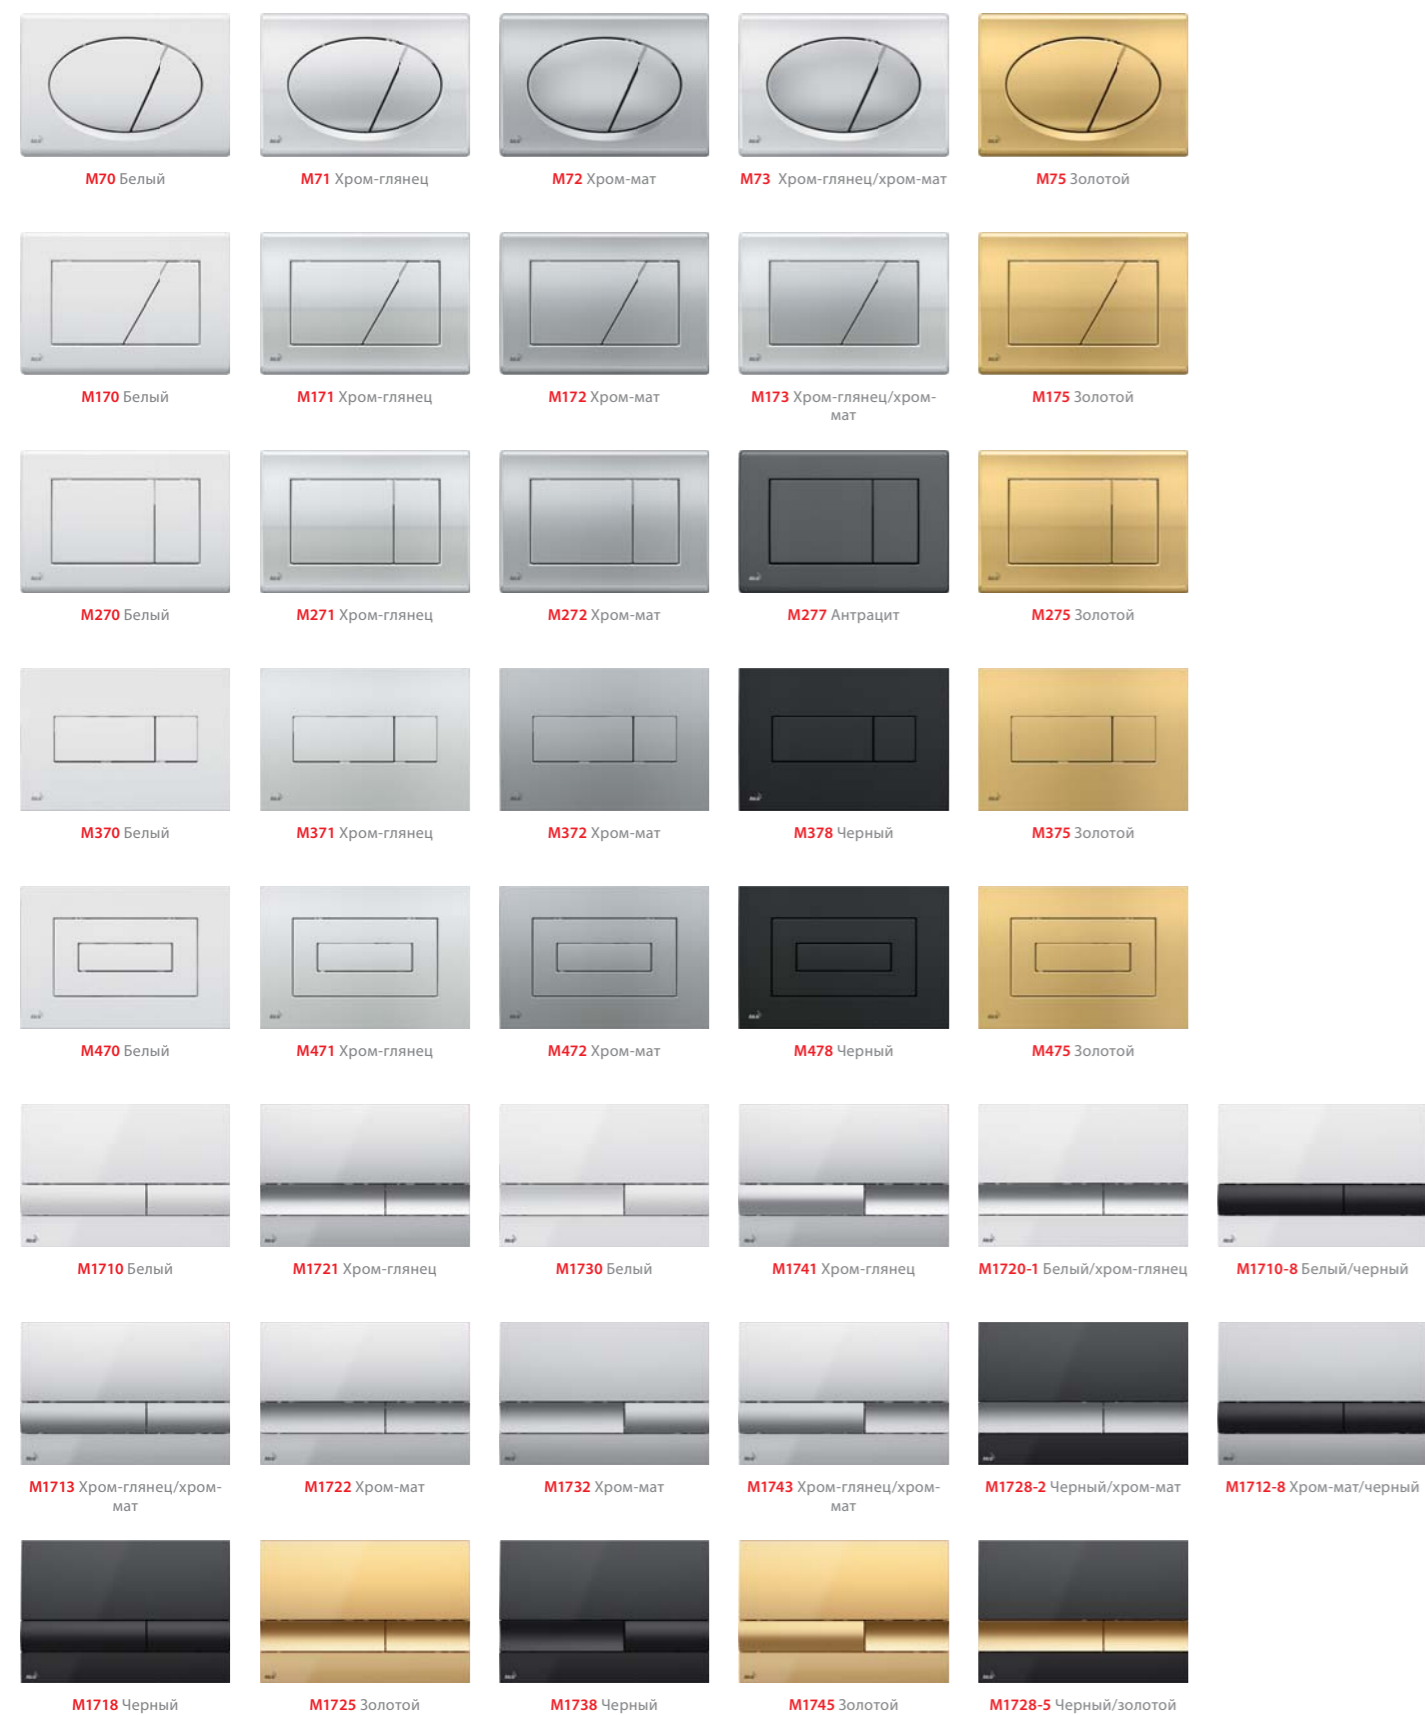 M70 Белый
M71 Хром-глянец
M72 Хром-мат
M73 Хром-глянец/хром-мат
M75 Золотой
M170 Белый
M171 Хром-глянец
M172 Хром-мат
M173 Хром-глянец/хром-
мат
M175 Золотой
M270 Белый
M271 Хром-глянец
M272 Хром-мат
M277 Антрацит
M275 Золотой
M370 Белый
M371 Хром-глянец
M372 Хром-мат
M378 Черный
M375 Золотой
M470 Белый
M471 Хром-глянец
M472 Хром-мат
M478 Черный
M475 Золотой
M1710 Белый
M1721 Хром-глянец
M1730 Белый
M1741 Хром-глянец
M1720-1 Белый/хром-глянец
M1710-8 Белый/черный
M1713 Хром-глянец/хром-
мат
M1722 Хром-мат
M1732 Хром-мат
M1743 Хром-глянец/хром-
мат
M1728-2 Черный/хром-мат
M1712-8 Хром-мат/черный
M1718 Черный
M1725 Золотой
M1738 Черный
M1745 Золотой
M1728-5 Черный/золотой